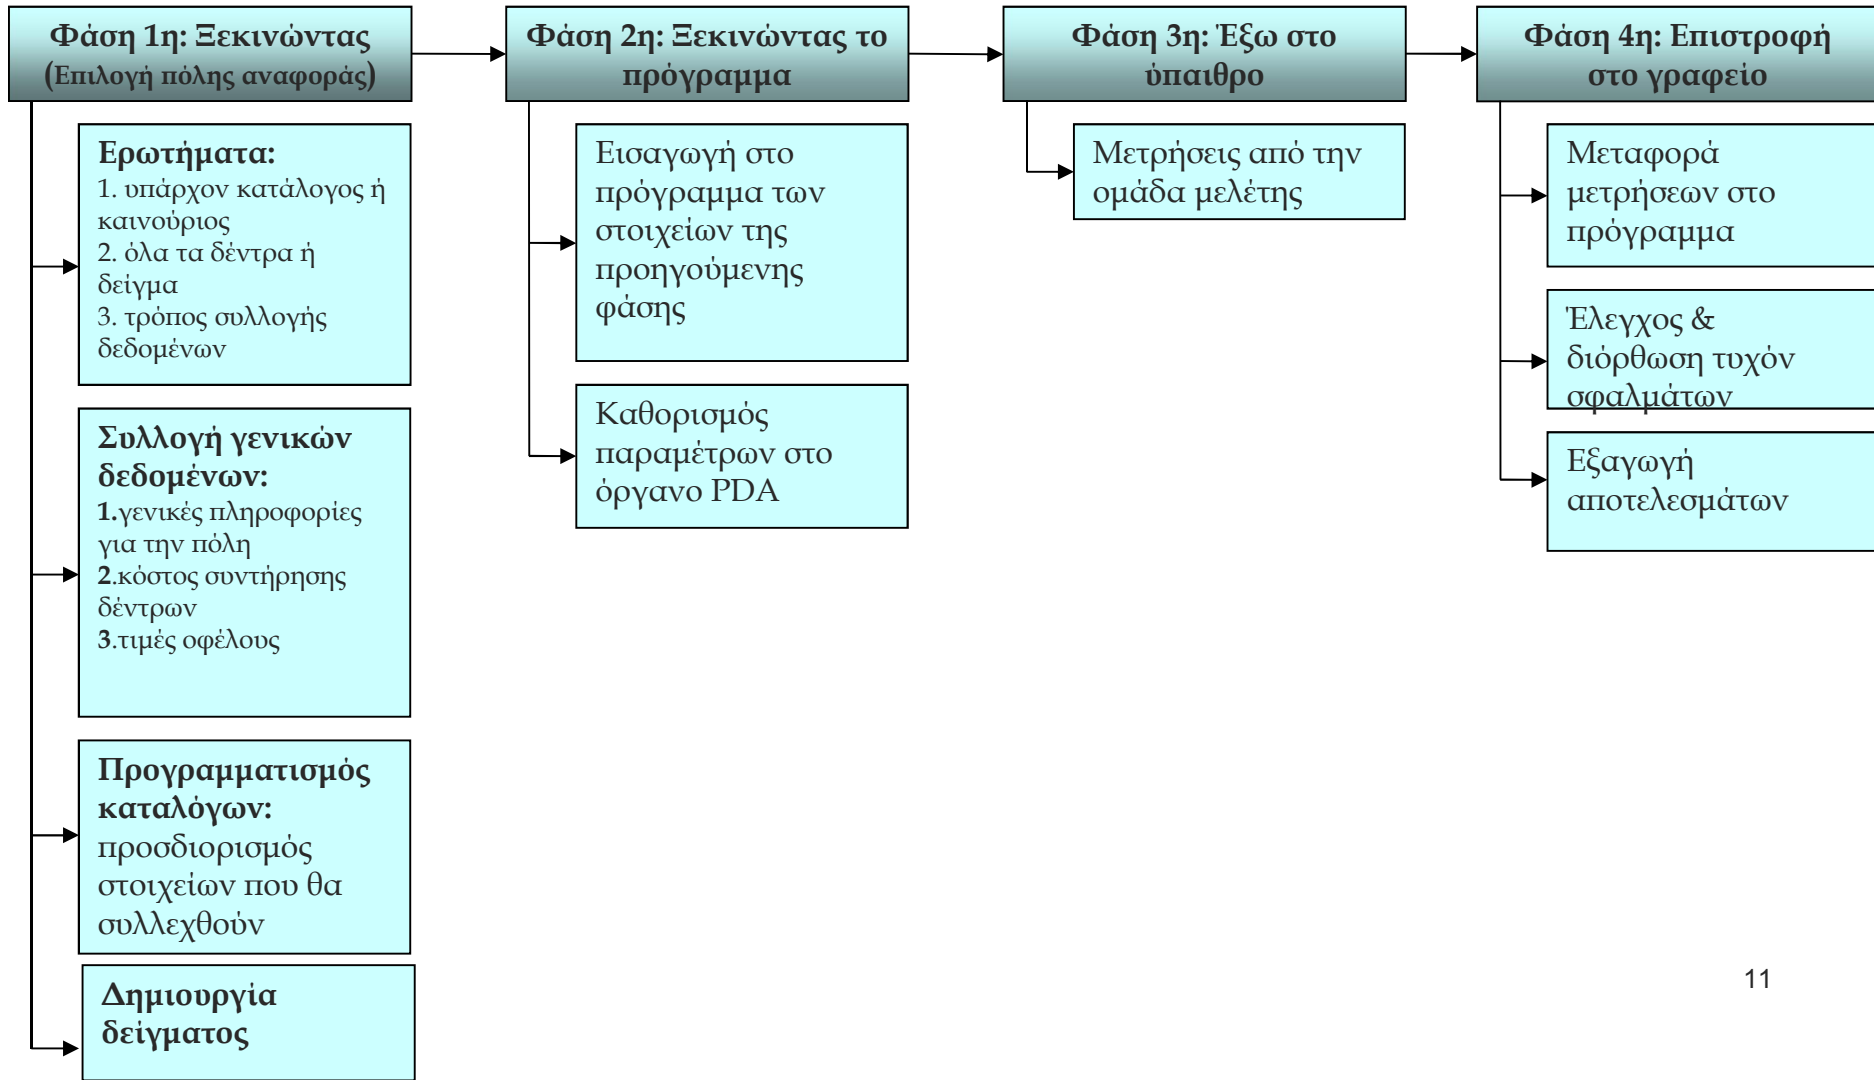 Φάση 1η: Ξεκινώντας
(Επιλογή πόλης αναφοράς)
Ερωτήματα:
1. υπάρχον κατάλογος ή
καινούριος
2. όλα τα δέντρα ή
δείγμα
3. τρόπος συλλογής
δεδομένων
Συλλογή γενικών
δεδομένων:
1.γενικές πληροφορίες
για την πόλη
2.κόστος συντήρησης
δέντρων
3.τιμές οφέλους
Προγραμματισμός
καταλόγων:
προσδιορισμός
στοιχείων που θα
συλλεχθούν
Δημιουργία
δείγματος
Φάση 2η: Ξεκινώντας το
πρόγραμμα
Εισαγωγή στο
πρόγραμμα των
στοιχείων της
προηγούμενης
φάσης
Καθορισμός
παραμέτρων στο
όργανο PDA
Φάση 3η: Έξω στο
ύπαιθρο
Μετρήσεις από την
ομάδα μελέτης
Φάση 4η: Επιστροφή
στο γραφείο
Μεταφορά
μετρήσεων στο
πρόγραμμα
Έλεγχος &
διόρθωση τυχόν
σφαλμάτων
Εξαγωγή
αποτελεσμάτων
11